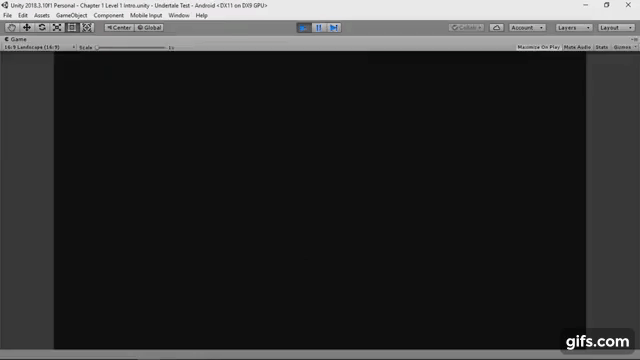 Unity 2018.3.10f1 Personal - Chapter 1 Level 1 Intro.unity - Undertale Test - Android <DX11 on DX9 GPU>
File Edit Assets GameObject Component Mobile Input Window Help
Center Global Collab Account Layers Layout
Game
16:9 Landscape (16:9) Scale 1x Maximize On Play Mute Audio Stats Gizmos
gifs.com